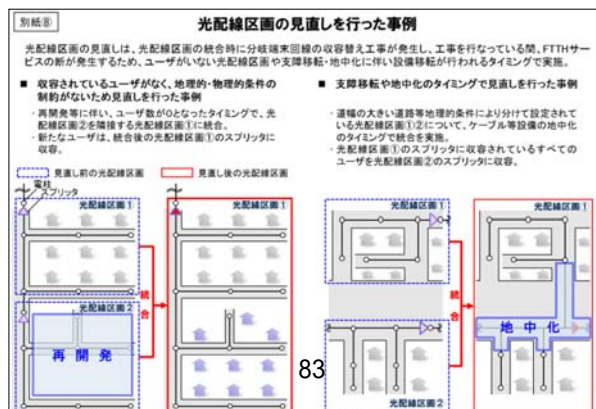 別紙⑧
光配線区画の見直しを行った事例
光配線区画の見直しは、光配線区画の統合時に分岐端末回線の収容替え工事が発生し、工事を行なっている間、FTTHサー
ビスの断が発生するため、ユーザがいない光配線区画や支障移転・地中化に伴い設備移転が行われるタイミングで実施。
■ 収容されているユーザがなく、地理的・物理的条件の
制約がないため見直しを行った事例
・再開発等に伴い、ユーザ数が0となったタイミングで、光
配線区画②を隣接する光配線区画①に統合。
・新たなユーザは、統合後の光配線区画①のスプリッタに
収容。
■ 支障移転や地中化のタイミングで見直しを行った事例
・道幅の大きい道路等地理的条件により分けて設定されて
いる光配線区画①②について、ケーブル等設備の地中化
のタイミングで統合を実施。
・光配線区画①のスプリッタに収容されているすべての
ユーザを光配線区画②のスプリッタに収容。
見直し前の光配線区画
見直し後の光配線区画
電柱
スプリッタ
光配線区画1
光配線区画2
再開発
統合
光配線区画1
光配線区画1
光配線区画2
統合
光配線区画1
地中化
83